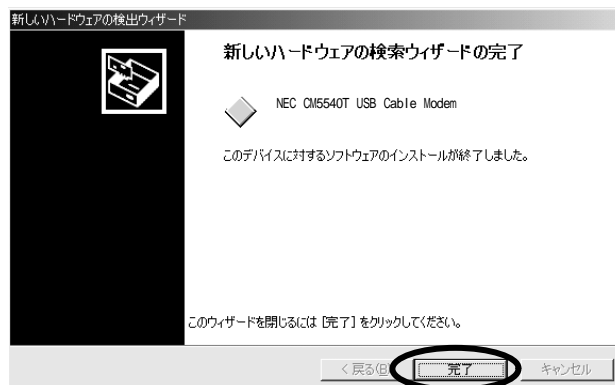 新しいハードウェアの検出ウィザード
新しいハードウェアの検索ウィザードの完了
NEC CM5540T USB Cable Modem
このデバイスに対するソフトウェアのインストールが終了しました。
このウィザードを閉じるには [完了] をクリックしてください。
< 戻る(B) 完了 キャンセル